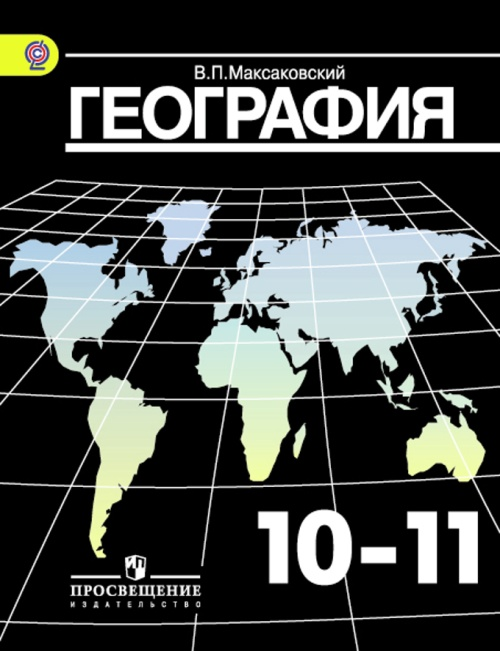 В.П.Максаковский
ГЕОГРАФИЯ
10-11
ПРОСВЕЩЕНИЕ
ИЗДАТЕЛЬСТВО